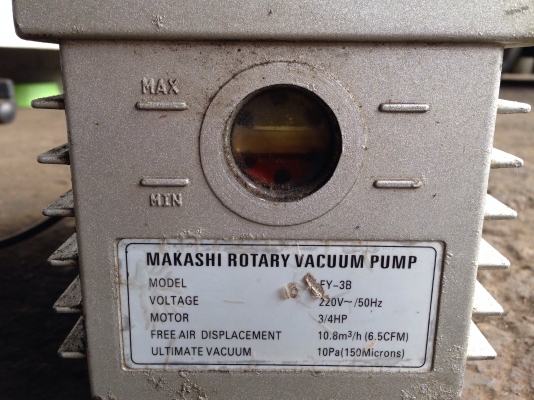 MAX
MIN
MAKASHI ROTARY VACUUM PUMP
MODEL FY-3B
VOLTAGE 220V~/50Hz
MOTOR 3/4HP
FREE AIR DISPLACEMENT 10.8m³/h (6.5CFM)
ULTIMATE VACUUM 10Pa(150Microns)